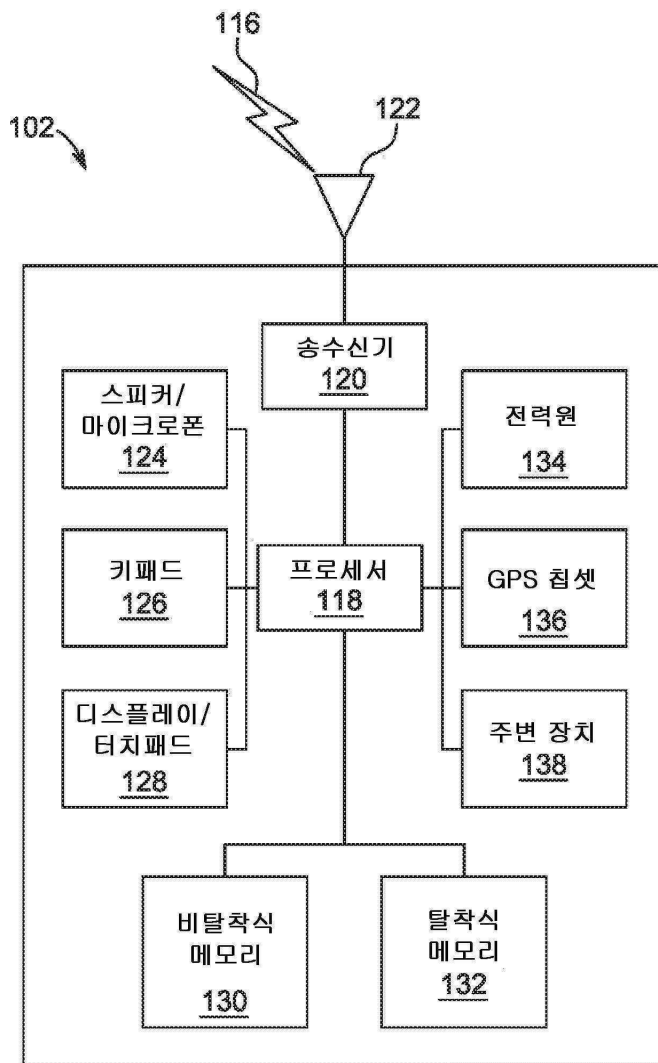 116
122
102
송수신기
120
스피커/
마이크로폰
124
전력원
134
키패드
126
프로세서
118
GPS 칩셋
136
디스플레이/
터치패드
128
주변 장치
138
비탈착식
메모리
130
탈착식
메모리
132